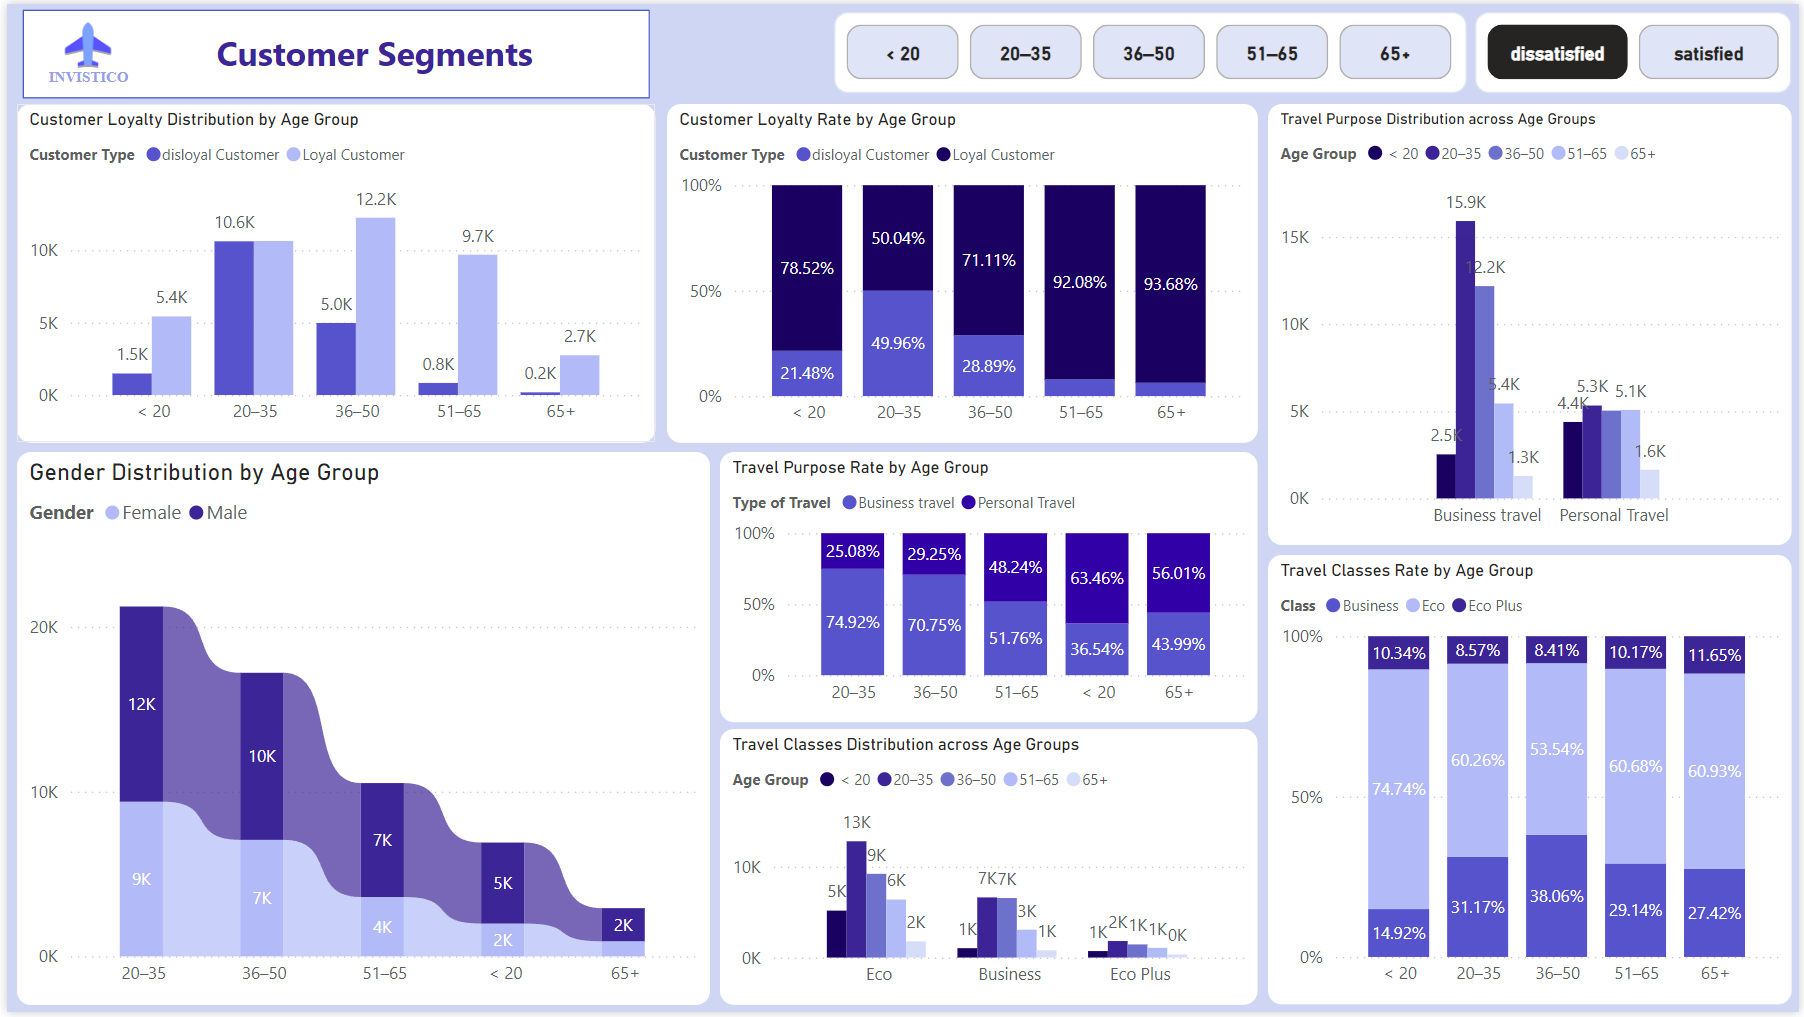 INVISTICO
Customer Segments
< 20
20–35
36–50
51–65
65+
dissatisfied
satisfied
Customer Loyalty Distribution by Age Group
Customer Type disloyal Customer Loyal Customer
12.2K
10.6K
9.7K
10K
5.4K
5.0K
5K
2.7K
1.5K
0.8K
0.2K
0K
< 20 20–35 36–50 51–65 65+
Customer Loyalty Rate by Age Group
Customer Type disloyal Customer Loyal Customer
100%
50.04%
71.11%
78.52%
92.08%
93.68%
50%
49.96%
28.89%
21.48%
0%
< 20 20–35 36–50 51–65 65+
Travel Purpose Distribution across Age Groups
Age Group < 20 20–35 36–50 51–65 65+
15.9K
15K
12.2K
10K
5.4K
5.3K
5.1K
4.4K
5K
2.5K
1.3K
1.6K
0K
Business travel Personal Travel
Gender Distribution by Age Group
Gender Female Male
20K
12K
10K
10K
7K
5K
9K
7K
4K
2K
2K
0K
20–35 36–50 51–65 < 20 65+
Travel Purpose Rate by Age Group
Type of Travel Business travel Personal Travel
100%
25.08% 29.25% 48.24% 63.46% 56.01%
50%
74.92% 70.75% 51.76% 36.54% 43.99%
0%
20–35 36–50 51–65 < 20 65+
Travel Classes Distribution across Age Groups
Age Group < 20 20–35 36–50 51–65 65+
10K
5K 13K 9K 6K 2K
1K 7K 7K 3K 1K
1K 2K 1K 1K 0K
0K
Eco Business Eco Plus
Travel Classes Rate by Age Group
Class Business Eco Eco Plus
100%
10.34% 8.57% 8.41% 10.17% 11.65%
74.74% 60.26% 53.54% 60.68% 60.93%
50%
14.92% 31.17% 38.06% 29.14% 27.42%
0%
< 20 20–35 36–50 51–65 65+